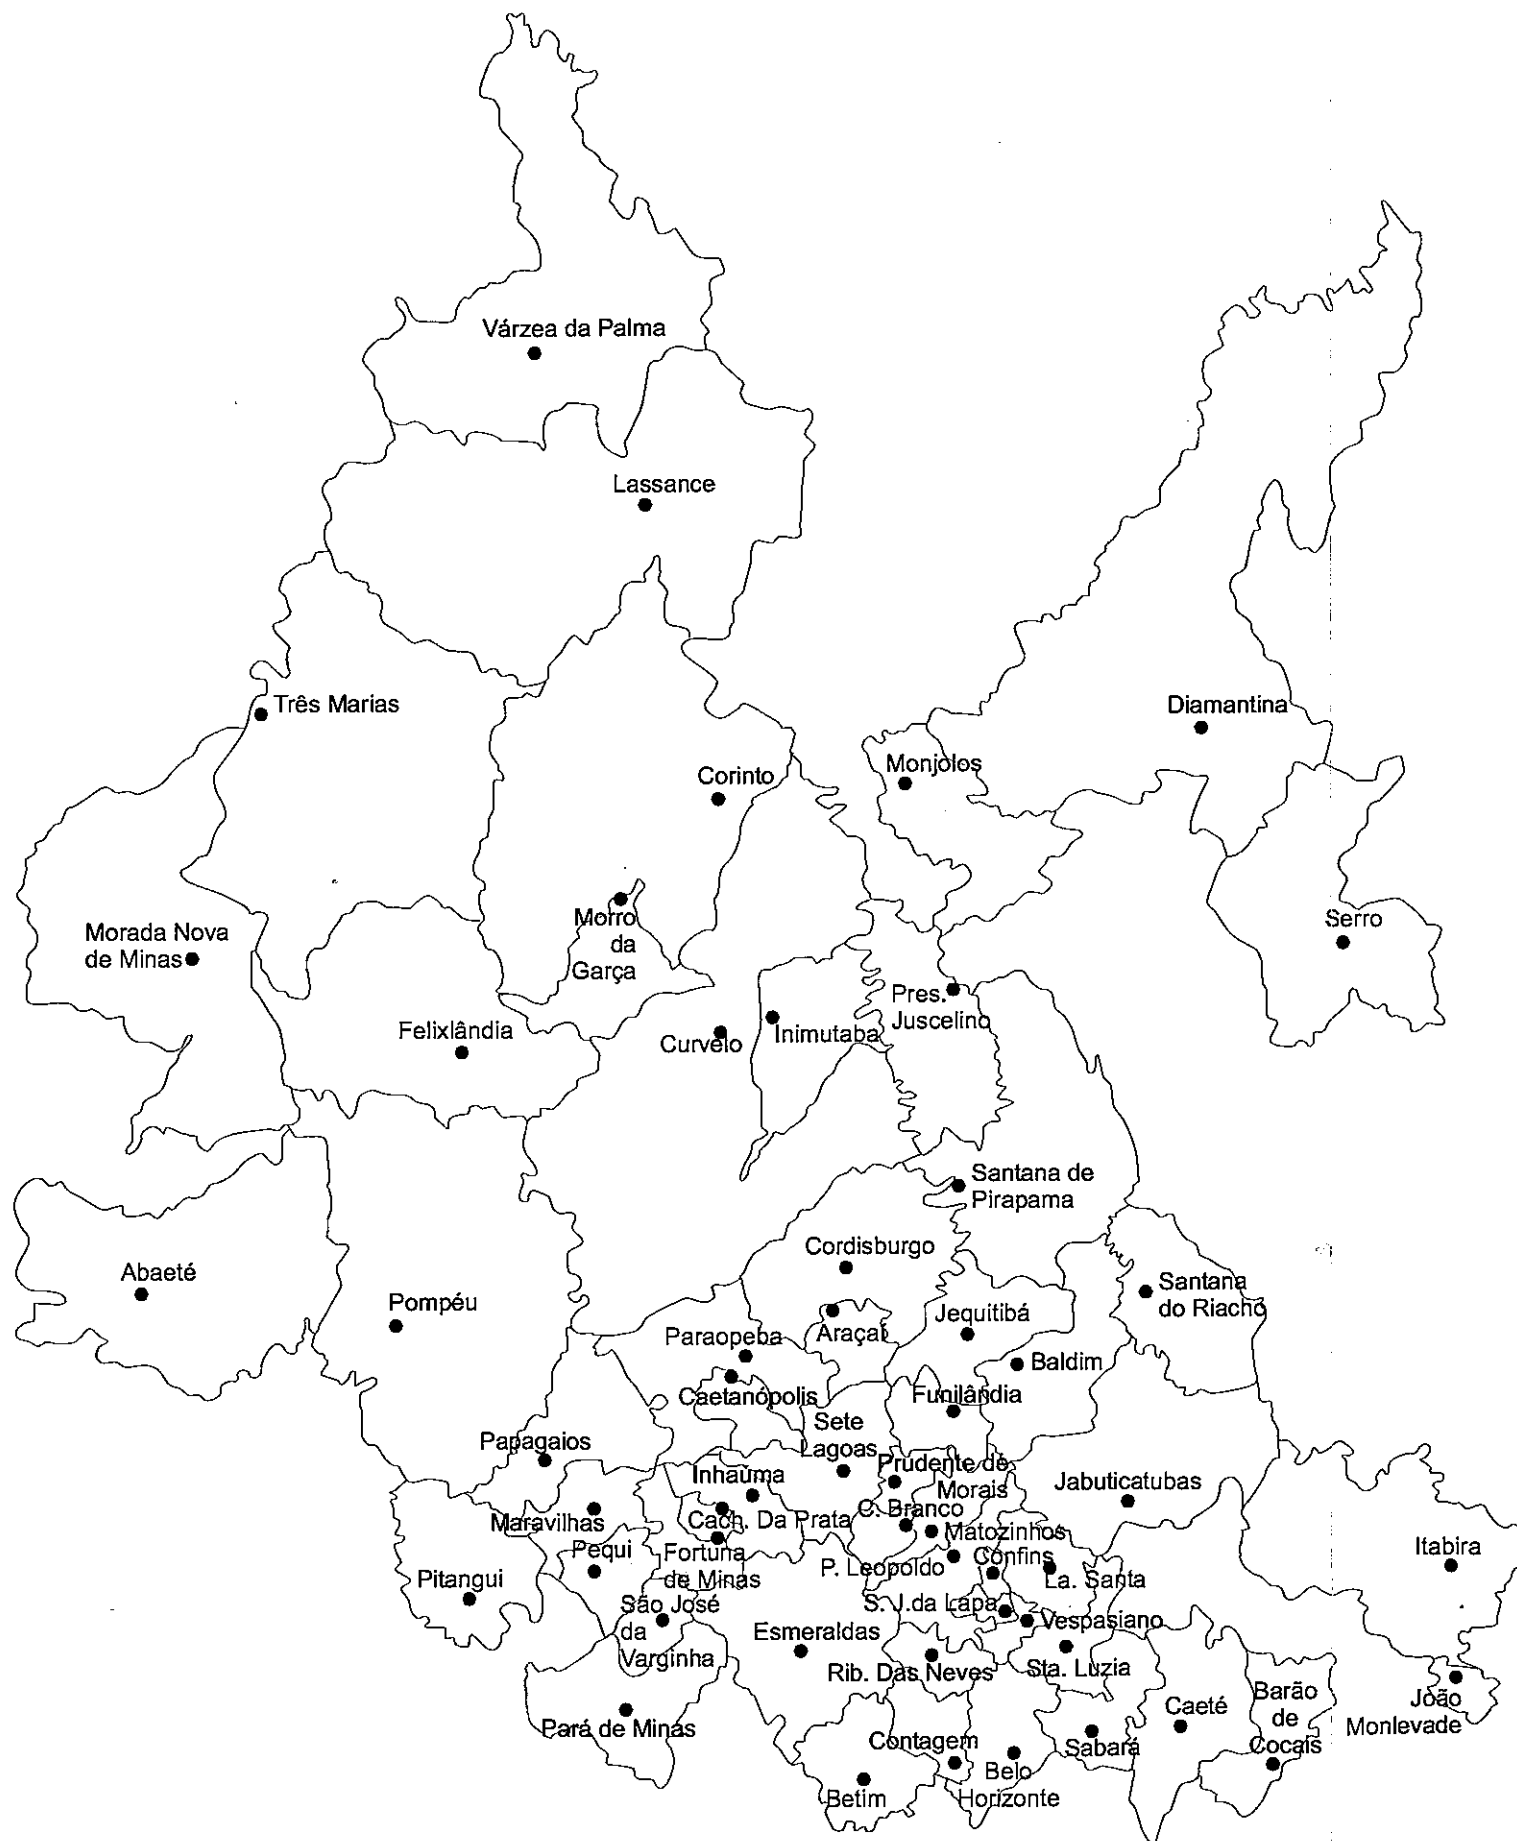 Várzea da Palma
Lassance
Três Marias
Diamantina
Monjolos
Corinto
Morro
da
Garça
Serro
Morada Nova
de Minas
Pres.
Juscelino
Felixlândia
Curvelo
Inimutaba
Santana de
Pirapama
Cordisburgo
Abaeté
Santana
do Riacho
Pompéu
Jequitibá
Araçaí
Paraopeba
Baldim
Caetanópolis
Funilândia
Sete
Lagoas
Papagaios
Prudente de
Morais
Inhaúma
Jabuticatubas
C. Branco
Maravilhas
Cach. Da Prata
Matozinhos
Itabira
Pequi
Fortuna
de Minas
P. Leopoldo
Confins
La. Santa
Pitangui
São José
da
Varginha
S. J.da Lapa
Vespasiano
Esmeraldas
Rib. Das Neves
Sta. Luzia
Barão
de
Cocais
João
Monlevade
Caeté
Pará de Minas
Contagem
Sabará
Belo
Horizonte
Betim